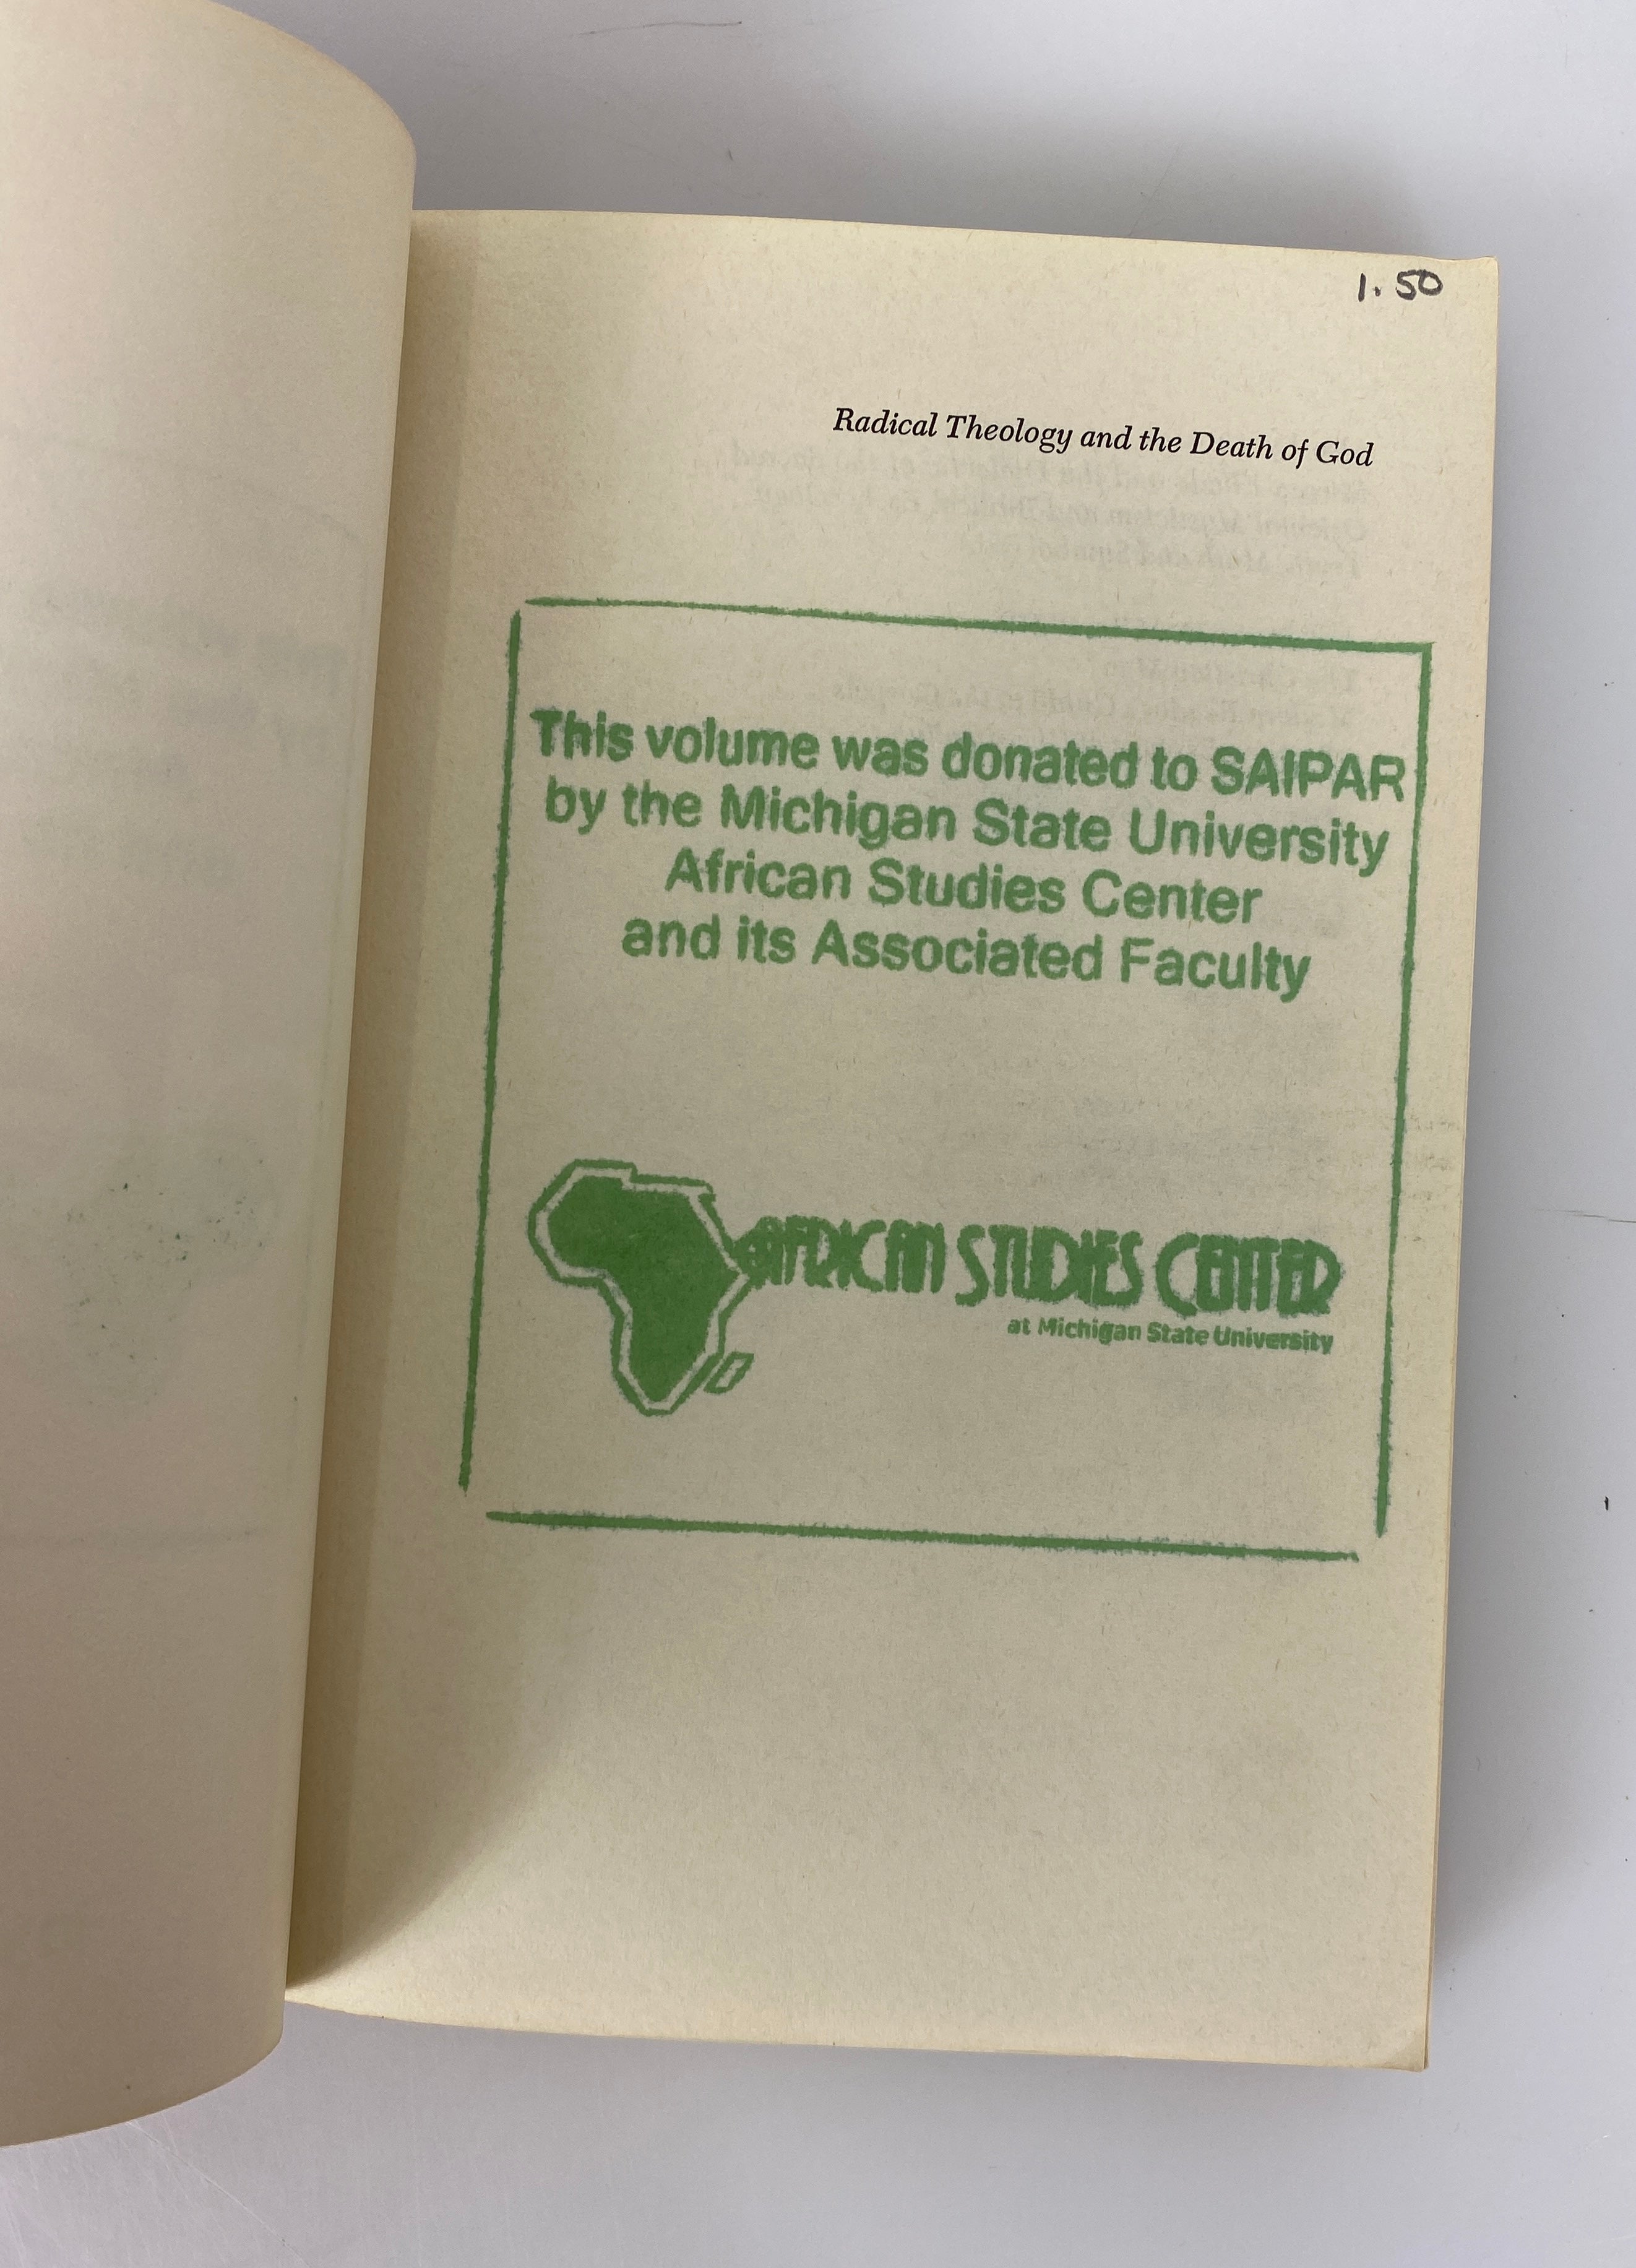 1.50
Radical Theology and the Death of God
This volume was donated to SAIPAR
by the Michigan State University
African Studies Center
and its Associated Faculty
AFRICAN STUDIES CENTER
at Michigan State University